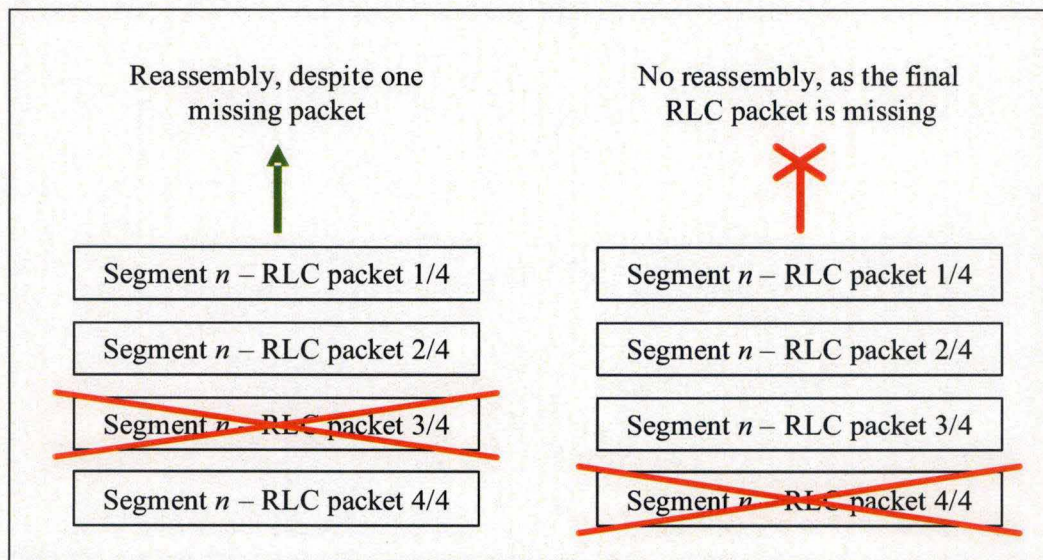 Reassembly, despite one
missing packet
Segment n – RLC packet 1/4
Segment n – RLC packet 2/4
Segment n – RLC packet 3/4
Segment n – RLC packet 4/4
No reassembly, as the final
RLC packet is missing
Segment n – RLC packet 1/4
Segment n – RLC packet 2/4
Segment n – RLC packet 3/4
Segment n – RLC packet 4/4